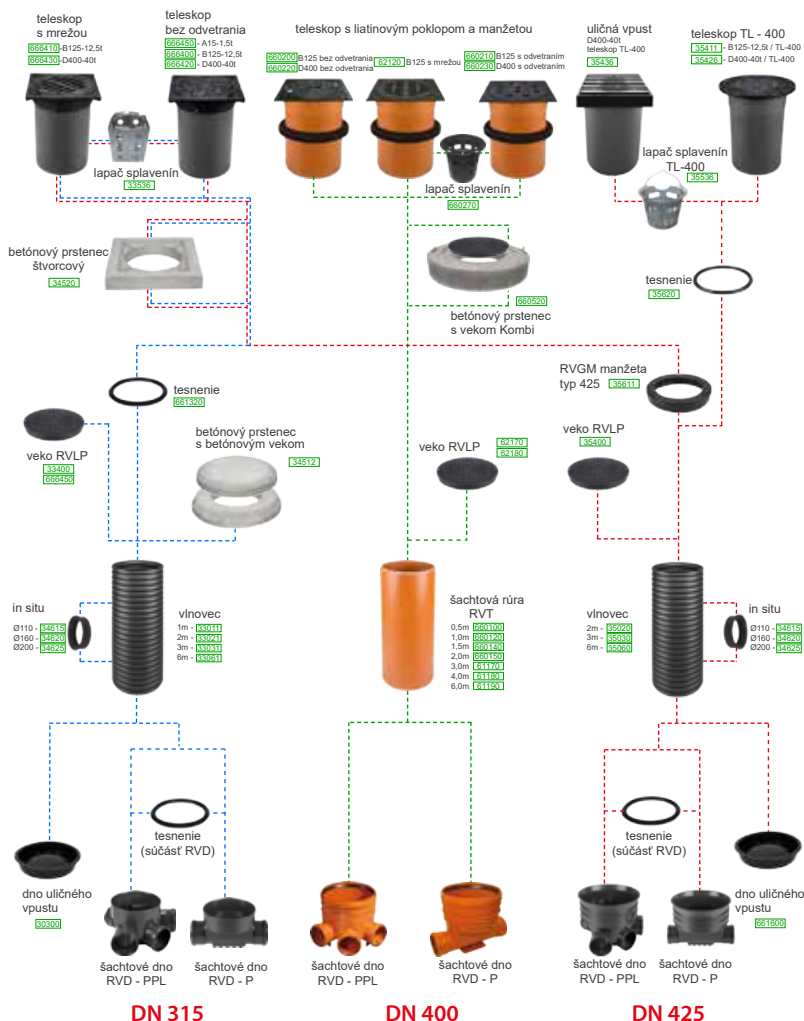 teleskop
s mrežou
666410-B125-12,5t
666430-D400-40t
teleskop
bez odvetrania
666450 - A15-1,5t
666400 - B125-12,5t
666420 - D400-40t
teleskop s liatinovým poklopom a manžetou
660200 B125 bez odvetrania
660220 D400 bez odvetrania
62120 B125 s mrežou
660210 B125 s odvetraním
660230 D400 s odvetraním
uličná vpust
D400-40t
teleskop TL-400
35436
teleskop TL - 400
35411 - B125-12,5t / TL-400
35426 - D400-40t / TL-400
lapač splavenín
33536
lapač splavenín
660270
lapač splavenín
TL-400
35536
betónový prstenec
štvorcový
34520
660520
betónový prstenec
s vekom Kombi
tesnenie
35620
tesnenie
661320
RVGM manžeta
typ 425 35611
veko RVLP
33400
666450
betónový prstenec
s betónovým vekom
34512
veko RVLP
62170
62180
veko RVLP
35400
in situ
Ø110 - 34615
Ø160 - 34620
Ø200 - 34625
vlnovec
1m - 33011
2m - 33021
3m - 33031
6m - 33061
šachtová rúra
RVT
0,5m 660100
1,0m 660120
1,5m 660140
2,0m 660150
3,0m 61170
4,0m 61180
6,0m 61190
vlnovec
2m - 35020
3m - 35030
6m - 35060
in situ
Ø110 - 34615
Ø160 - 34620
Ø200 - 34625
tesnenie
(súčásť RVD)
tesnenie
(súčásť RVD)
dno uličného
vpustu
30300
dno uličného
vpustu
661600
šachtové dno
RVD - PPL
šachtové dno
RVD - P
šachtové dno
RVD - PPL
šachtové dno
RVD - P
šachtové dno
RVD - PPL
šachtové dno
RVD - P
DN 315
DN 400
DN 425